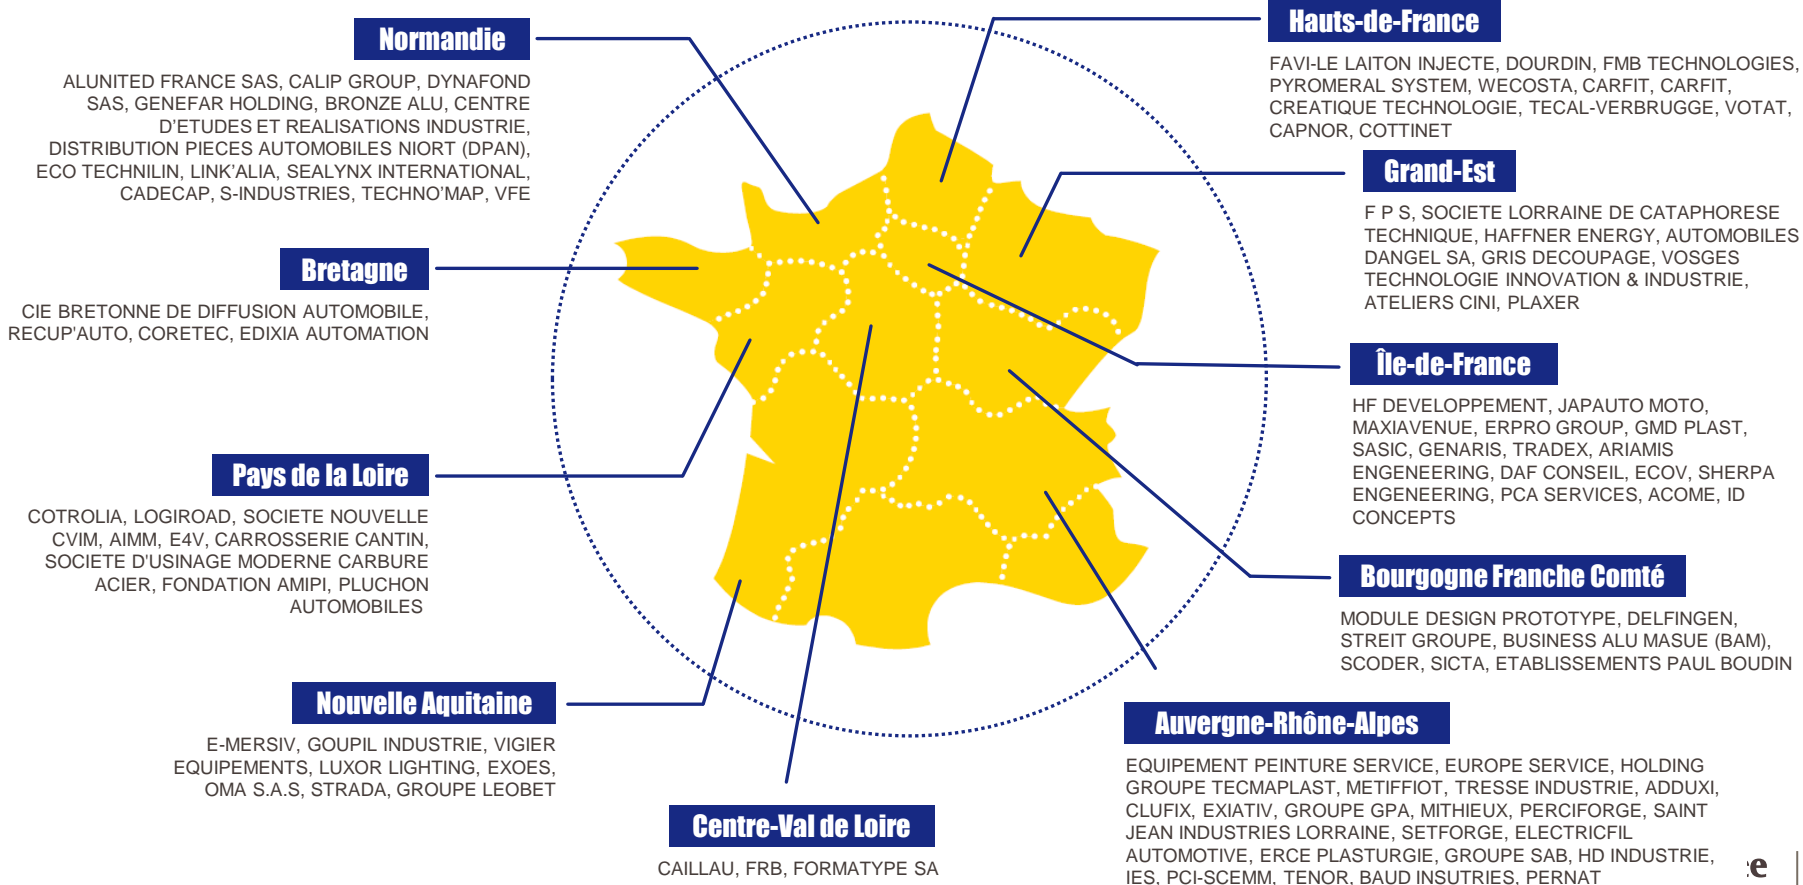 Normandie
ALUNITED FRANCE SAS, CALIP GROUP, DYNAFOND
SAS, GENEFAR HOLDING, BRONZE ALU, CENTRE
D'ETUDES ET REALISATIONS INDUSTRIE,
DISTRIBUTION PIECES AUTOMOBILES NIORT (DPAN),
ECO TECHNILIN, LINK'ALIA, SEALYNX INTERNATIONAL,
CADECAP, S-INDUSTRIES, TECHNO'MAP, VFE
Bretagne
CIE BRETONNE DE DIFFUSION AUTOMOBILE,
RECUP'AUTO, CORETEC, EDIXIA AUTOMATION
Pays de la Loire
COTROLIA, LOGIROAD, SOCIETE NOUVELLE
CVIM, AIMM, E4V, CARROSSERIE CANTIN,
SOCIETE D'USINAGE MODERNE CARBURE
ACIER, FONDATION AMIPI, PLUCHON
AUTOMOBILES
Nouvelle Aquitaine
E-MERSIV, GOUPIL INDUSTRIE, VIGIER
EQUIPEMENTS, LUXOR LIGHTING, EXOES,
OMA S.A.S, STRADA, GROUPE LEOBET
Centre-Val de Loire
CAILLAU, FRB, FORMATYPE SA
Hauts-de-France
FAVI-LE LAITON INJECTE, DOURDIN, FMB TECHNOLOGIES,
PYROMERAL SYSTEM, WECOSTA, CARFIT, CARFIT,
CREATIQUE TECHNOLOGIE, TECAL-VERBRUGGE, VOTAT,
CAPNOR, COTTINET
Grand-Est
F P S, SOCIETE LORRAINE DE CATAPHORESE
TECHNIQUE, HAFFNER ENERGY, AUTOMOBILES
DANGEL SA, GRIS DECOUPAGE, VOSGES
TECHNOLOGIE INNOVATION & INDUSTRIE,
ATELIERS CINI, PLAXER
Île-de-France
HF DEVELOPPEMENT, JAPAUTO MOTO,
MAXIAVENUE, ERPRO GROUP, GMD PLAST,
SASIC, GENARIS, TRADEX, ARIAMIS
ENGENEERING, DAF CONSEIL, ECOV, SHERPA
ENGENEERING, PCA SERVICES, ACOME, ID
CONCEPTS
Bourgogne Franche Comté
MODULE DESIGN PROTOTYPE, DELFINGEN,
STREIT GROUPE, BUSINESS ALU MASUE (BAM),
SCODER, SICTA, ETABLISSEMENTS PAUL BOUDIN
Auvergne-Rhône-Alpes
EQUIPEMENT PEINTURE SERVICE, EUROPE SERVICE, HOLDING
GROUPE TECMAPLAST, METIFFIOT, TRESSE INDUSTRIE, ADDUXI,
CLUFIX, EXIATIV, GROUPE GPA, MITHIEUX, PERCIFORGE, SAINT
JEAN INDUSTRIES LORRAINE, SETFORGE, ELECTRICFIL
AUTOMOTIVE, ERCE PLASTURGIE, GROUPE SAB, HD INDUSTRIE,
IES, PCI-SCEMM, TENOR, BAUD INSUTRIES, PERNAT